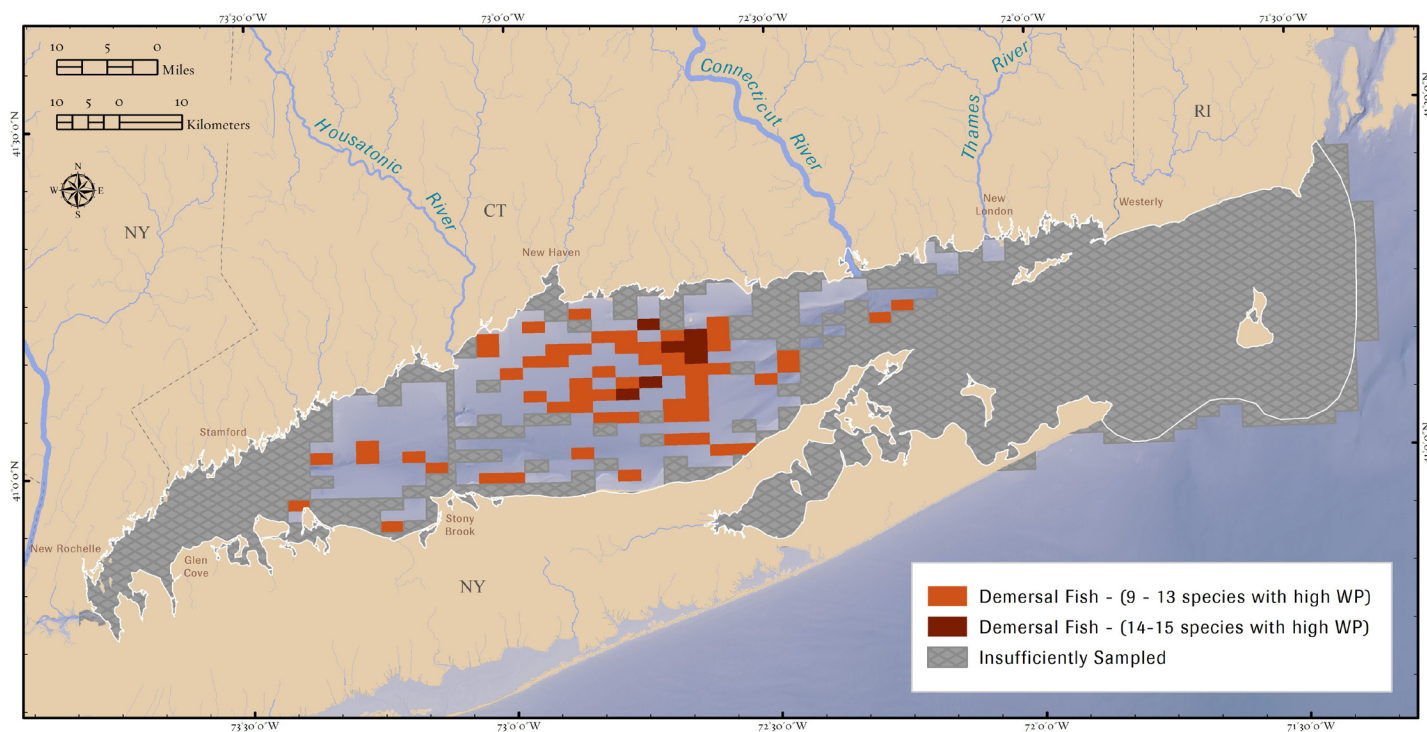 73°30'0"W
73°0'0"W
72°30'0"W
72°0'0"W
71°30'0"W
10 5 0
Miles
10 5 0 10
Kilometers
N
W E
S
41°30'0"N
41°0'0"N
Housatonic
River
Connecticut
River
Thames
River
RI
CT
NY
New Haven
New
London
Westerly
Stamford
New Rochelle
Glen
Cove
Stony
Brook
NY
Demersal Fish - (9 - 13 species with high WP)
Demersal Fish - (14-15 species with high WP)
Insufficiently Sampled
41°0'0"N
73°30'0"W
73°0'0"W
72°30'0"W
72°0'0"W
71°30'0"W